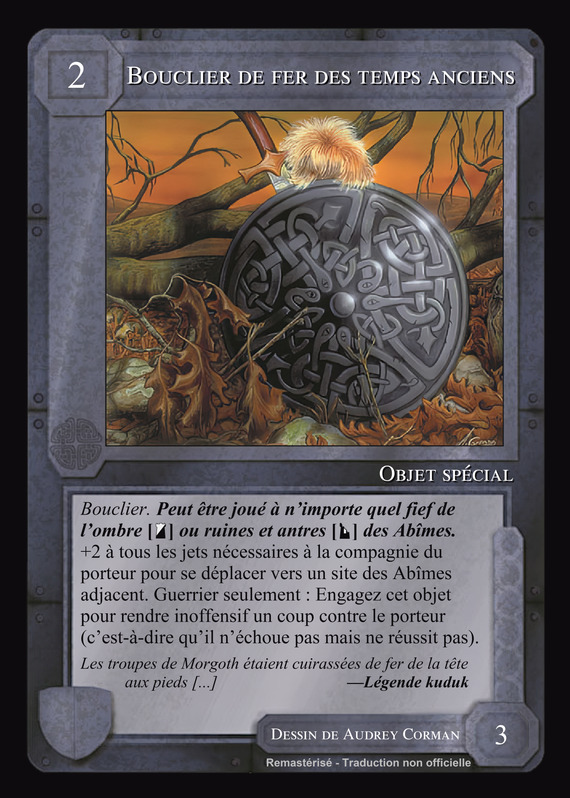 2
Bouclier de fer des temps anciens
A. Corman
Objet spécial
Bouclier. Peut être joué à n'importe quel fief de
l'ombre [] ou ruines et antres [] des Abîmes.
+2 à tous les jets nécessaires à la compagnie du
porteur pour se déplacer vers un site des Abîmes
adjacent. Guerrier seulement : Engagez cet objet
pour rendre inoffensif un coup contre le porteur
(c'est-à-dire qu'il n'échoue pas mais ne réussit pas).
Les troupes de Morgoth étaient cuirassées de fer de la tête
aux pieds [...] —Légende kuduk
Dessin de Audrey Corman
3
Remastérisé - Traduction non officielle